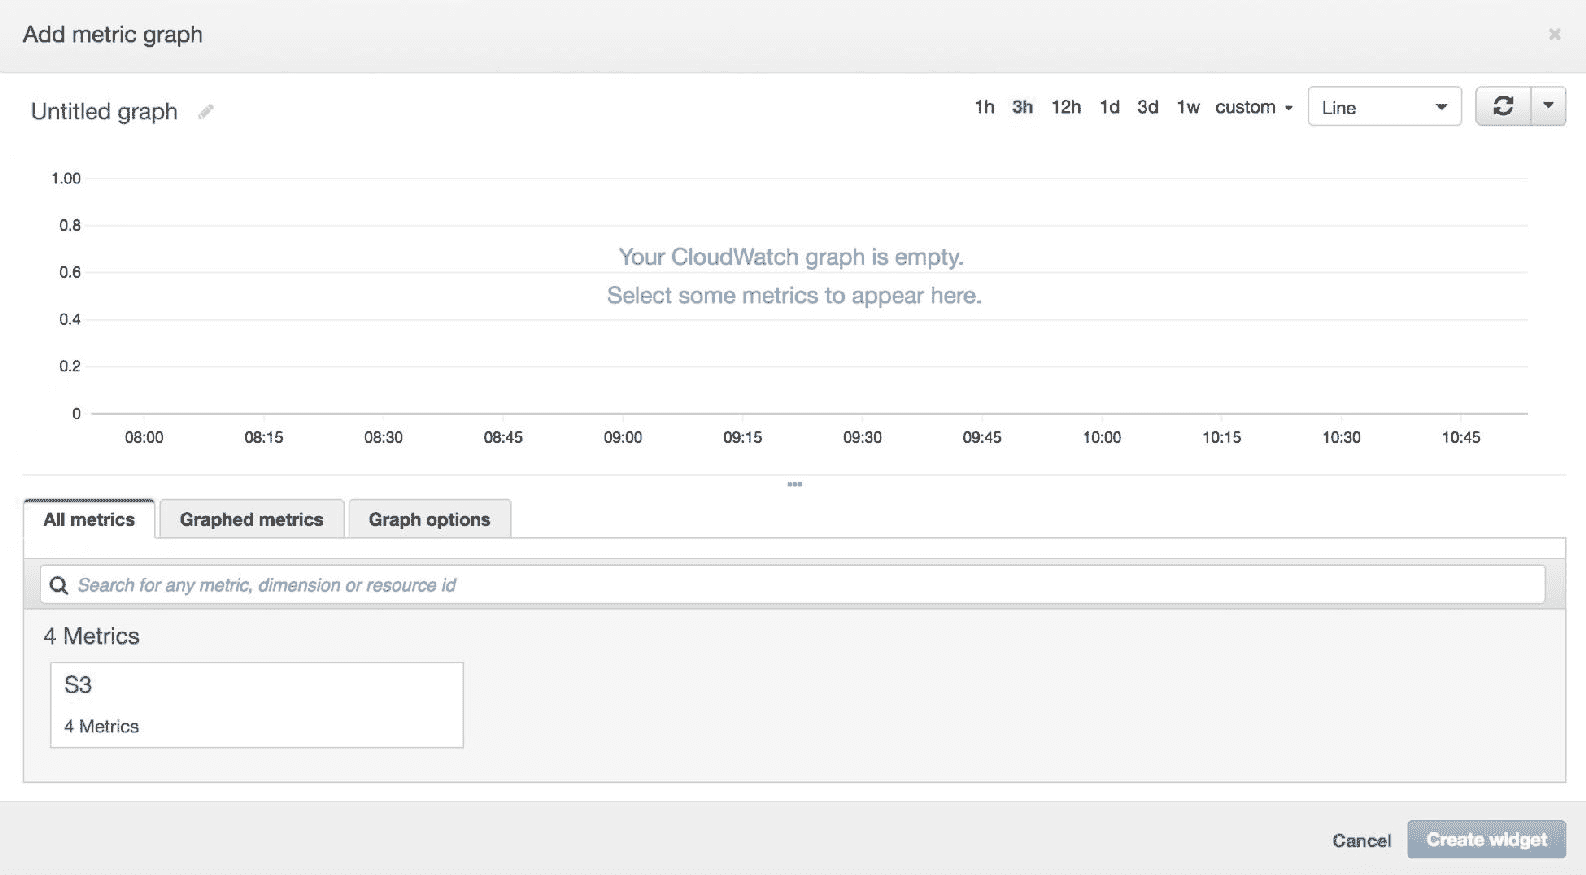 Add metric graph
×
Untitled graph
1h 3h 12h 1d 3d 1w custom Line
1.00
0.8
0.6
0.4
0.2
0
Your CloudWatch graph is empty.
Select some metrics to appear here.
08:00 08:15 08:30 08:45 09:00 09:15 09:30 09:45 10:00 10:15 10:30 10:45
All metrics Graphed metrics Graph options
Search for any metric, dimension or resource id
4 Metrics
S3
4 Metrics
Cancel Create widget